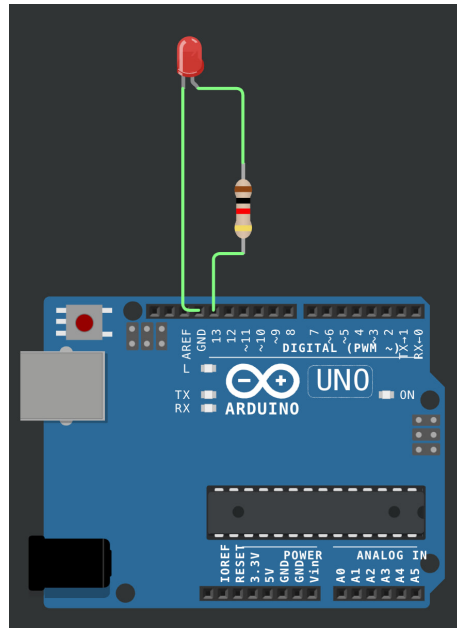 AREF
GND
13
12
~11
~10
~9
8
7
~6
~5
4
~3
~2
TX→1
RX←0
DIGITAL (PWM ~)
L
TX
RX
ARDUINO
UNO
ON
IOREF
RESET
3.3V
5V
GND
GND
Vin
POWER
ANALOG IN
A0
A1
A2
A3
A4
A5